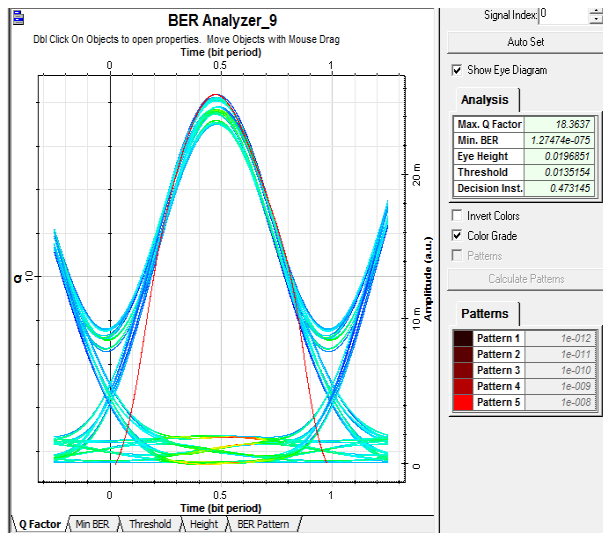 BER Analyzer_9
Dbl Click On Objects to open properties. Move Objects with Mouse Drag
Time (bit period)
0 0.5 1
Q
10
Amplitude (a.u.)
20 m
10 m
0
0 0.5 1
Time (bit period)
Q Factor Min BER Threshold Height BER Pattern
Signal Index: 0
Auto Set
Show Eye Diagram
Analysis
Max. Q Factor 18.3637
Min. BER 1.27474e-075
Eye Height 0.0196851
Threshold 0.0135154
Decision Inst. 0.473145
Invert Colors
Color Grade
Patterns
Calculate Patterns
Patterns
Pattern 1 1e-012
Pattern 2 1e-011
Pattern 3 1e-010
Pattern 4 1e-009
Pattern 5 1e-008